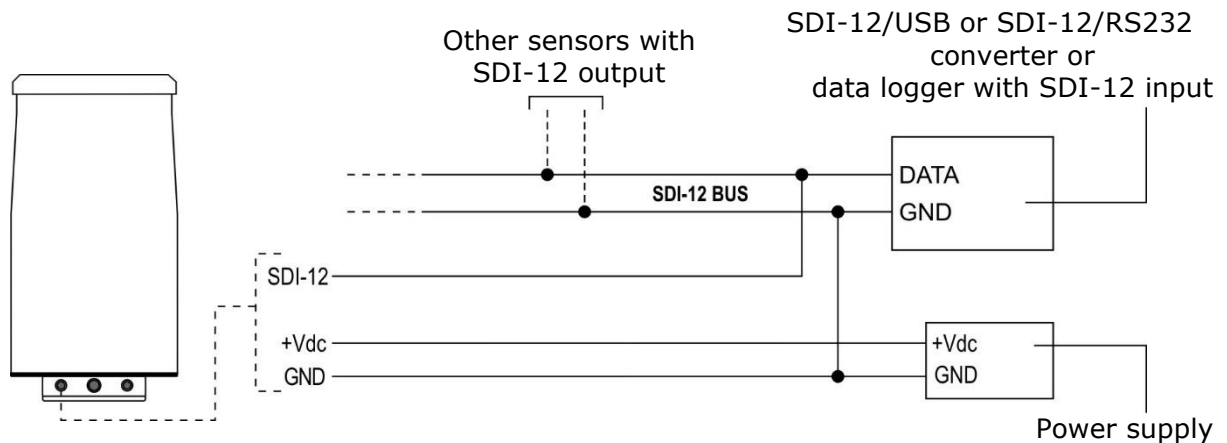 Other sensors with
SDI-12 output
SDI-12/USB or SDI-12/RS232
converter or
data logger with SDI-12 input
DATA
SDI-12 BUS
GND
SDI-12
+Vdc
+Vdc
GND
GND
Power supply